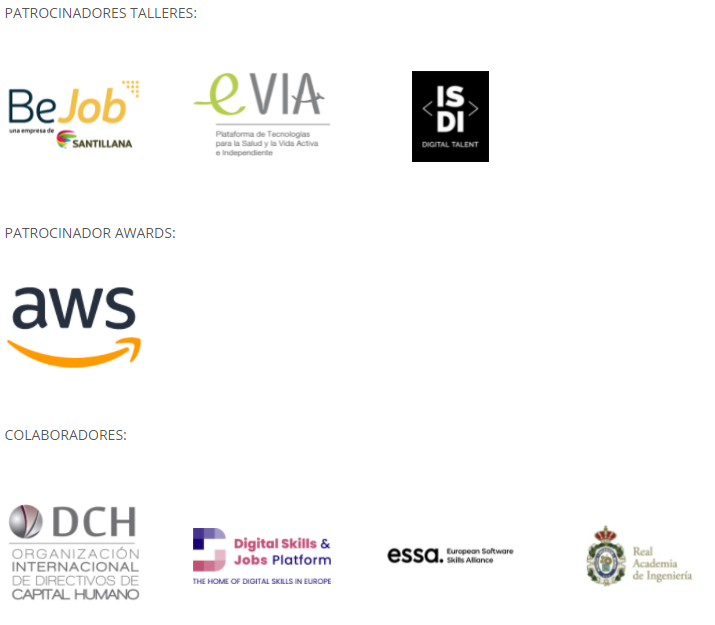 PATROCINADORES TALLERES:
BeJob
una empresa de
SANTILLANA
eVIA
Plataforma de Tecnologías
para la Salud y la Vida Activa
e Independiente
IS
DI
DIGITAL TALENT
PATROCINADOR AWARDS:
aws
COLABORADORES:
DCH
ORGANIZACIÓN
INTERNACIONAL
DE DIRECTIVOS DE
CAPITAL HUMANO
Digital Skills &
Jobs Platform
THE HOME OF DIGITAL SKILLS IN EUROPE
essa.
European Software
Skills Alliance
Real
Academia
de Ingeniería